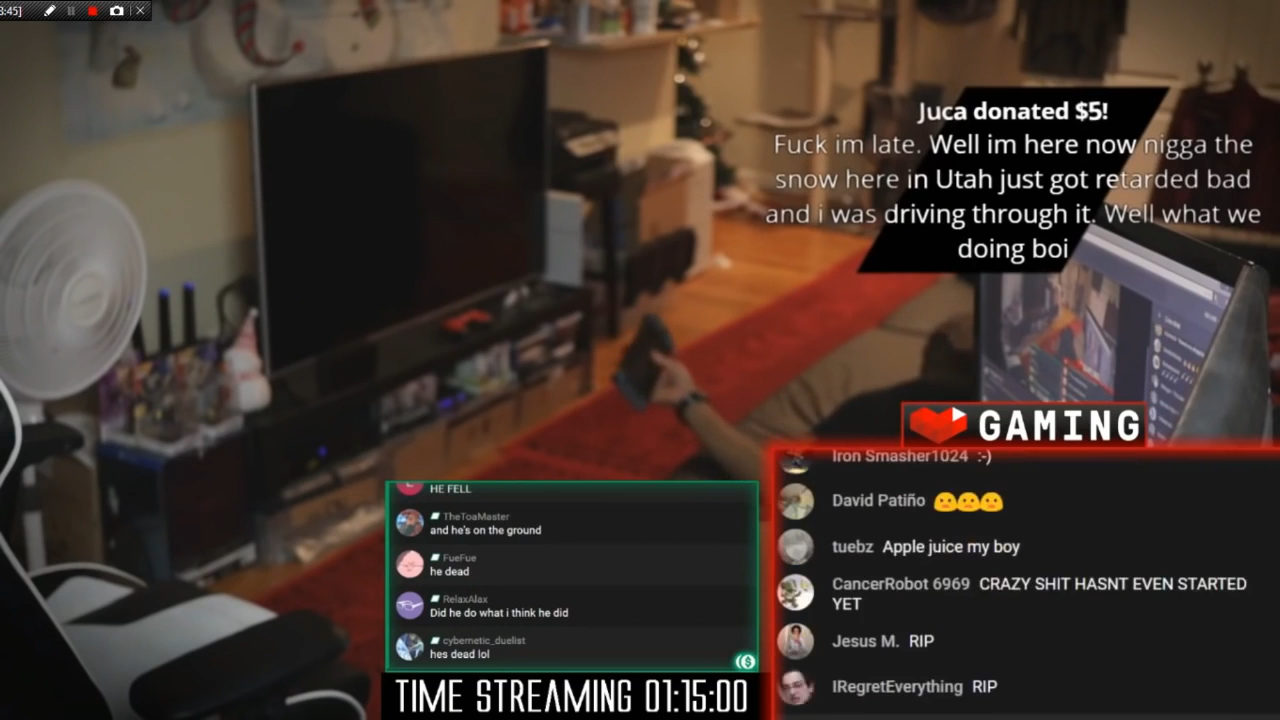 3:45]
Juca donated $5!
Fuck im late. Well im here now nigga the
snow here in Utah just got retarded bad
and i was driving through it. Well what we
doing boi
GAMING
Iron Smasher1024 :-)
David Patiño 😶😶😶
tuebz Apple juice my boy
CancerRobot 6969 CRAZY SHIT HASNT EVEN STARTED
YET
Jesus M. RIP
IRegretEverything RIP
HE FELL
TheToaMaster
and he's on the ground
FueFue
he dead
RelaxAlax
Did he do what i think he did
cybernetic_duelist
hes dead lol
TIME STREAMING 01:15:00